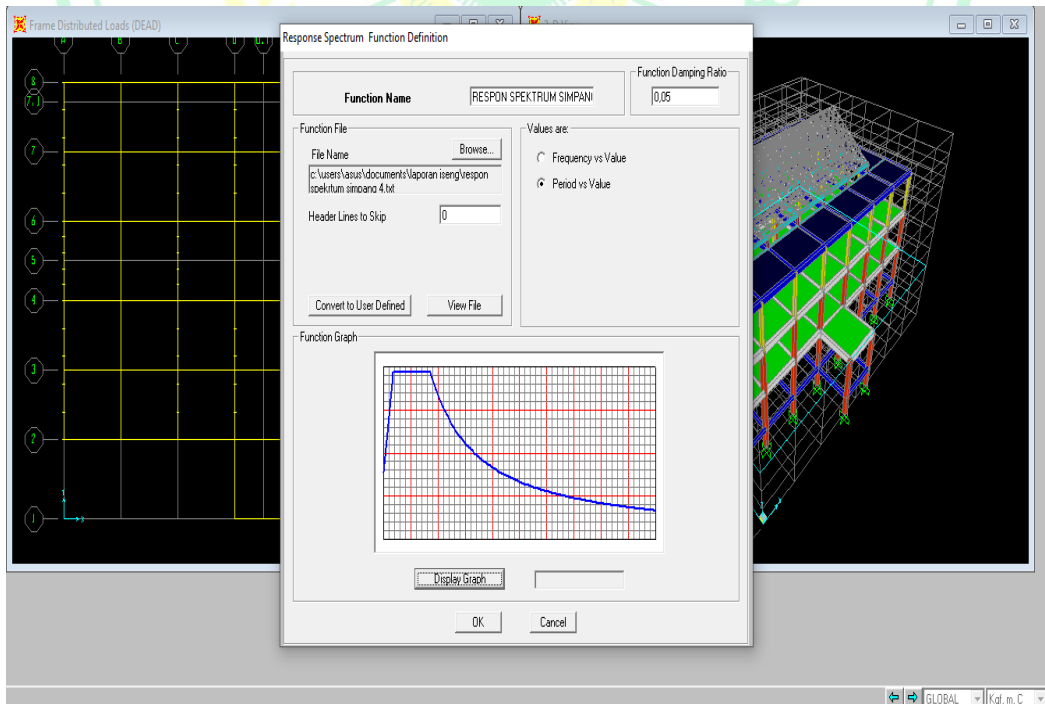 Frame Distributed Loads (DEAD)
Response Spectrum Function Definition
Function Damping Ratio
Function Name
RESPON SPEKTRUM SIMPAN
0,05
Function File
Values are:
File Name
Browse...
Frequency vs Value
c:\users\asus\documents\laporan iseng\respon
spekrtum simpang 4.txt
Period vs Value
Header Lines to Skip
0
Convert to User Defined
View File
Function Graph
Display Graph
OK
Cancel
A
B
C
D
8
7
6
5
4
3
2
1
GLOBAL
Kgf, m, C